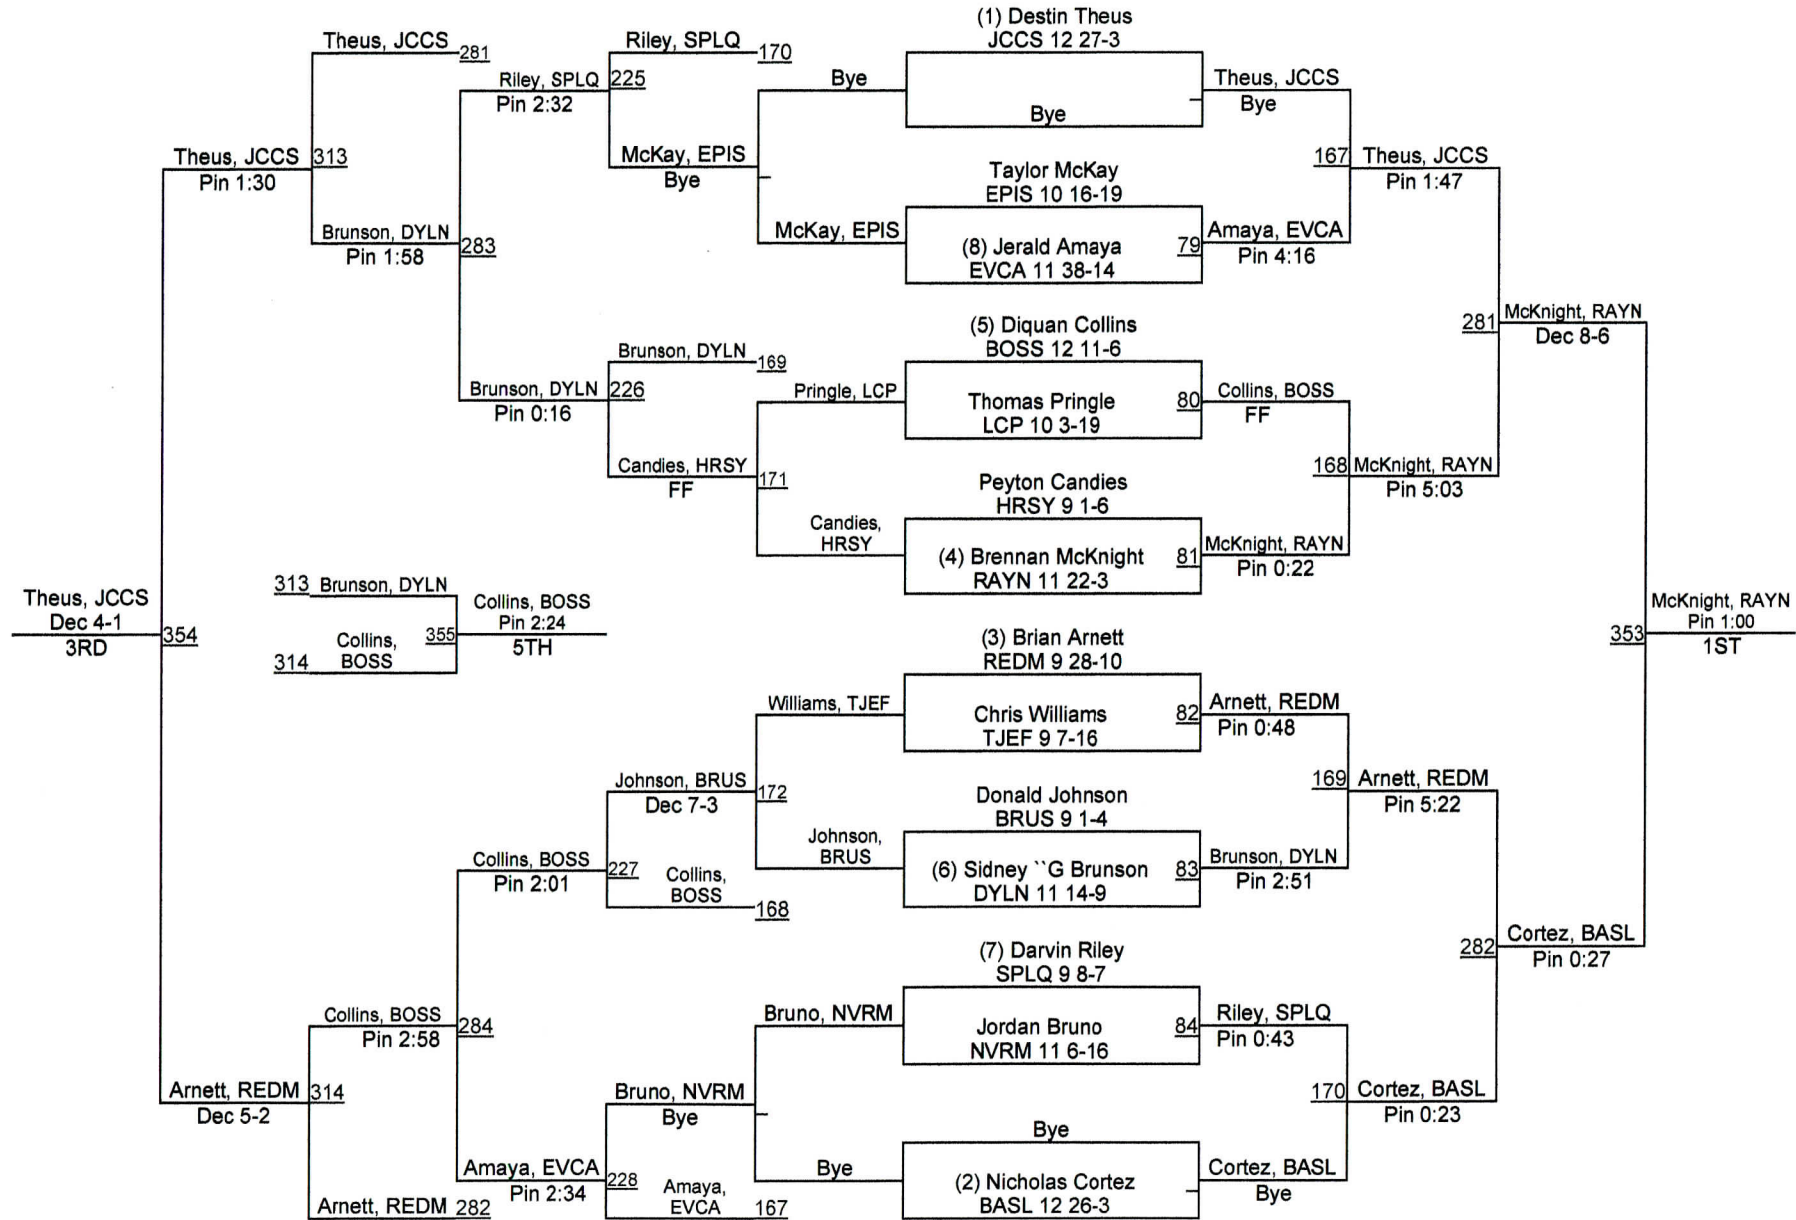 (1) Destin Theus
JCCS 12 27-3
Theus, JCCS
281
Riley, SPLQ
170
Riley, SPLQ
225
Pin 2:32
Bye
Bye
Theus, JCCS
Bye
Theus, JCCS
313
Pin 1:30
McKay, EPIS
Bye
Taylor McKay
EPIS 10 16-19
167
Theus, JCCS
Pin 1:47
Brunson, DYLN
Pin 1:58
283
McKay, EPIS
(8) Jerald Amaya
EVCA 11 38-14
79
Amaya, EVCA
Pin 4:16
(5) Diquan Collins
BOSS 12 11-6
281
McKnight, RAYN
Dec 8-6
Brunson, DYLN
169
Brunson, DYLN
226
Pin 0:16
Pringle, LCP
Thomas Pringle
LCP 10 3-19
80
Collins, BOSS
FF
Candies, HRSY
FF
171
Peyton Candies
HRSY 9 1-6
168
McKnight, RAYN
Pin 5:03
Candies,
HRSY
(4) Brennan McKnight
RAYN 11 22-3
81
McKnight, RAYN
Pin 0:22
Theus, JCCS
Dec 4-1
3RD
354
313
Brunson, DYLN
Collins,
BOSS
314
355
Collins, BOSS
Pin 2:24
5TH
(3) Brian Arnett
REDM 9 28-10
353
McKnight, RAYN
Pin 1:00
1ST
Williams, TJEF
Chris Williams
TJEF 9 7-16
82
Arnett, REDM
Pin 0:48
Johnson, BRUS
Dec 7-3
172
Donald Johnson
BRUS 9 1-4
169
Arnett, REDM
Pin 5:22
Collins, BOSS
Pin 2:01
227
Collins,
BOSS
168
Johnson,
BRUS
(6) Sidney ``G Brunson
DYLN 11 14-9
83
Brunson, DYLN
Pin 2:51
(7) Darvin Riley
SPLQ 9 8-7
282
Cortez, BASL
Pin 0:27
Collins, BOSS
Pin 2:58
284
Bruno, NVRM
Jordan Bruno
NVRM 11 6-16
84
Riley, SPLQ
Pin 0:43
Arnett, REDM
314
Dec 5-2
Bruno, NVRM
Bye
Bye
170
Cortez, BASL
Pin 0:23
Amaya, EVCA
Pin 2:34
228
Amaya,
EVCA
167
Bye
(2) Nicholas Cortez
BASL 12 26-3
Cortez, BASL
Bye
Arnett, REDM
282